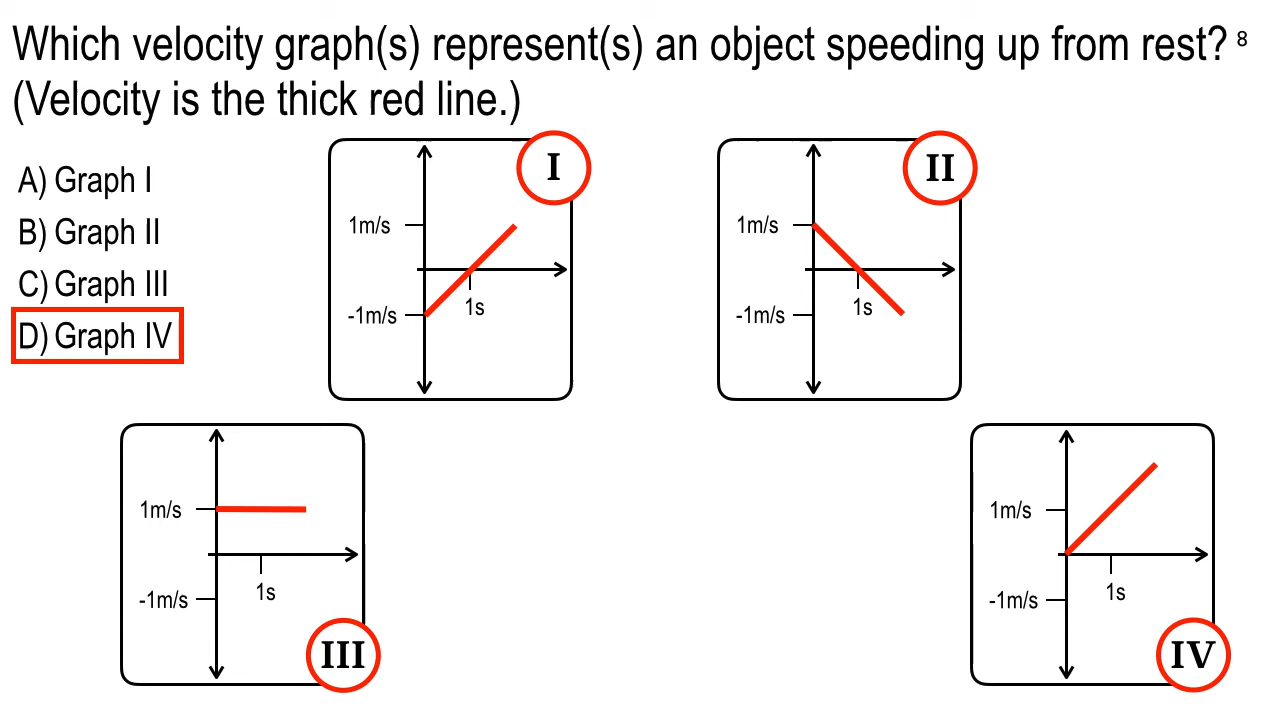 Which velocity graph(s) represent(s) an object speeding up from rest? 8
(Velocity is the thick red line.)
A) Graph I
B) Graph II
C) Graph III
D) Graph IV
I
1m/s
-1m/s
1s
II
1m/s
-1m/s
1s
1m/s
-1m/s
1s
III
1m/s
-1m/s
1s
IV